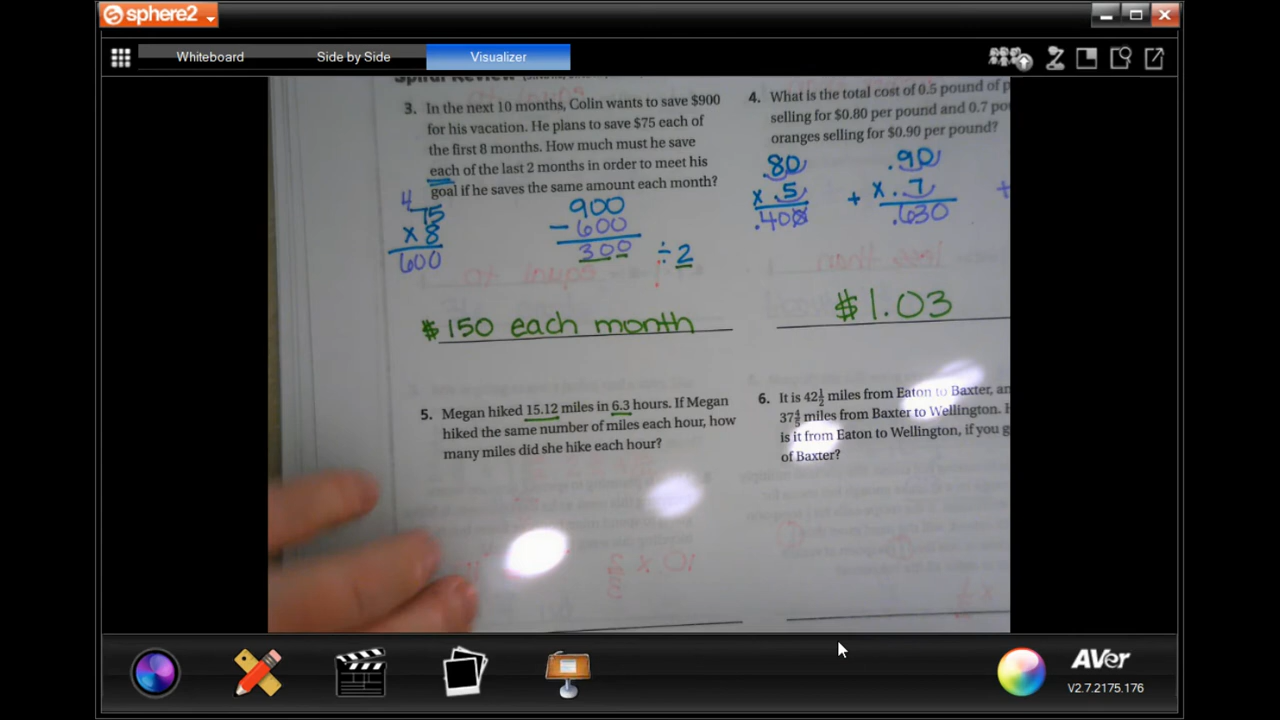 sphere2
Whiteboard
Side by Side
Visualizer
Spiral Review
3. In the next 10 months, Colin wants to save $900
for his vacation. He plans to save $75 each of
the first 8 months. How much must he save
each of the last 2 months in order to meet his
goal if he saves the same amount each month?
4
75
x 8
600
900
- 600
300 ÷ 2
$150 each month
4. What is the total cost of 0.5 pound of
selling for $0.80 per pound and 0.7
oranges selling for $0.90 per pound?
.80
x .5
.400
+
.90
x .7
.630
+
$1.03
5. Megan hiked 15.12 miles in 6.3 hours. If Megan
hiked the same number of miles each hour, how
many miles did she hike each hour?
6. It is 42 1/2 miles from Eaton to Baxter,
37 4/5 miles from Baxter to Wellington.
is it from Eaton to Wellington, if you
of Baxter?
AVer
V2.7.2175.176